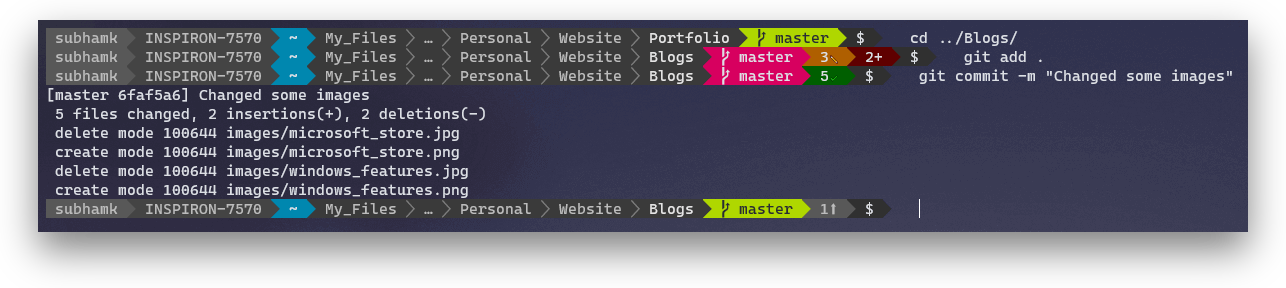 subhamk INSPIRON-7570 ~ My_Files … Personal Website Portfolio master $ cd ../Blogs/
subhamk INSPIRON-7570 ~ My_Files … Personal Website Blogs master 3✎ 2+ $ git add .
subhamk INSPIRON-7570 ~ My_Files … Personal Website Blogs master 5✔ $ git commit -m "Changed some images"
[master 6faf5a6] Changed some images
5 files changed, 2 insertions(+), 2 deletions(-)
delete mode 100644 images/microsoft_store.jpg
create mode 100644 images/microsoft_store.png
delete mode 100644 images/windows_features.jpg
create mode 100644 images/windows_features.png
subhamk INSPIRON-7570 ~ My_Files … Personal Website Blogs master 1⬆ $